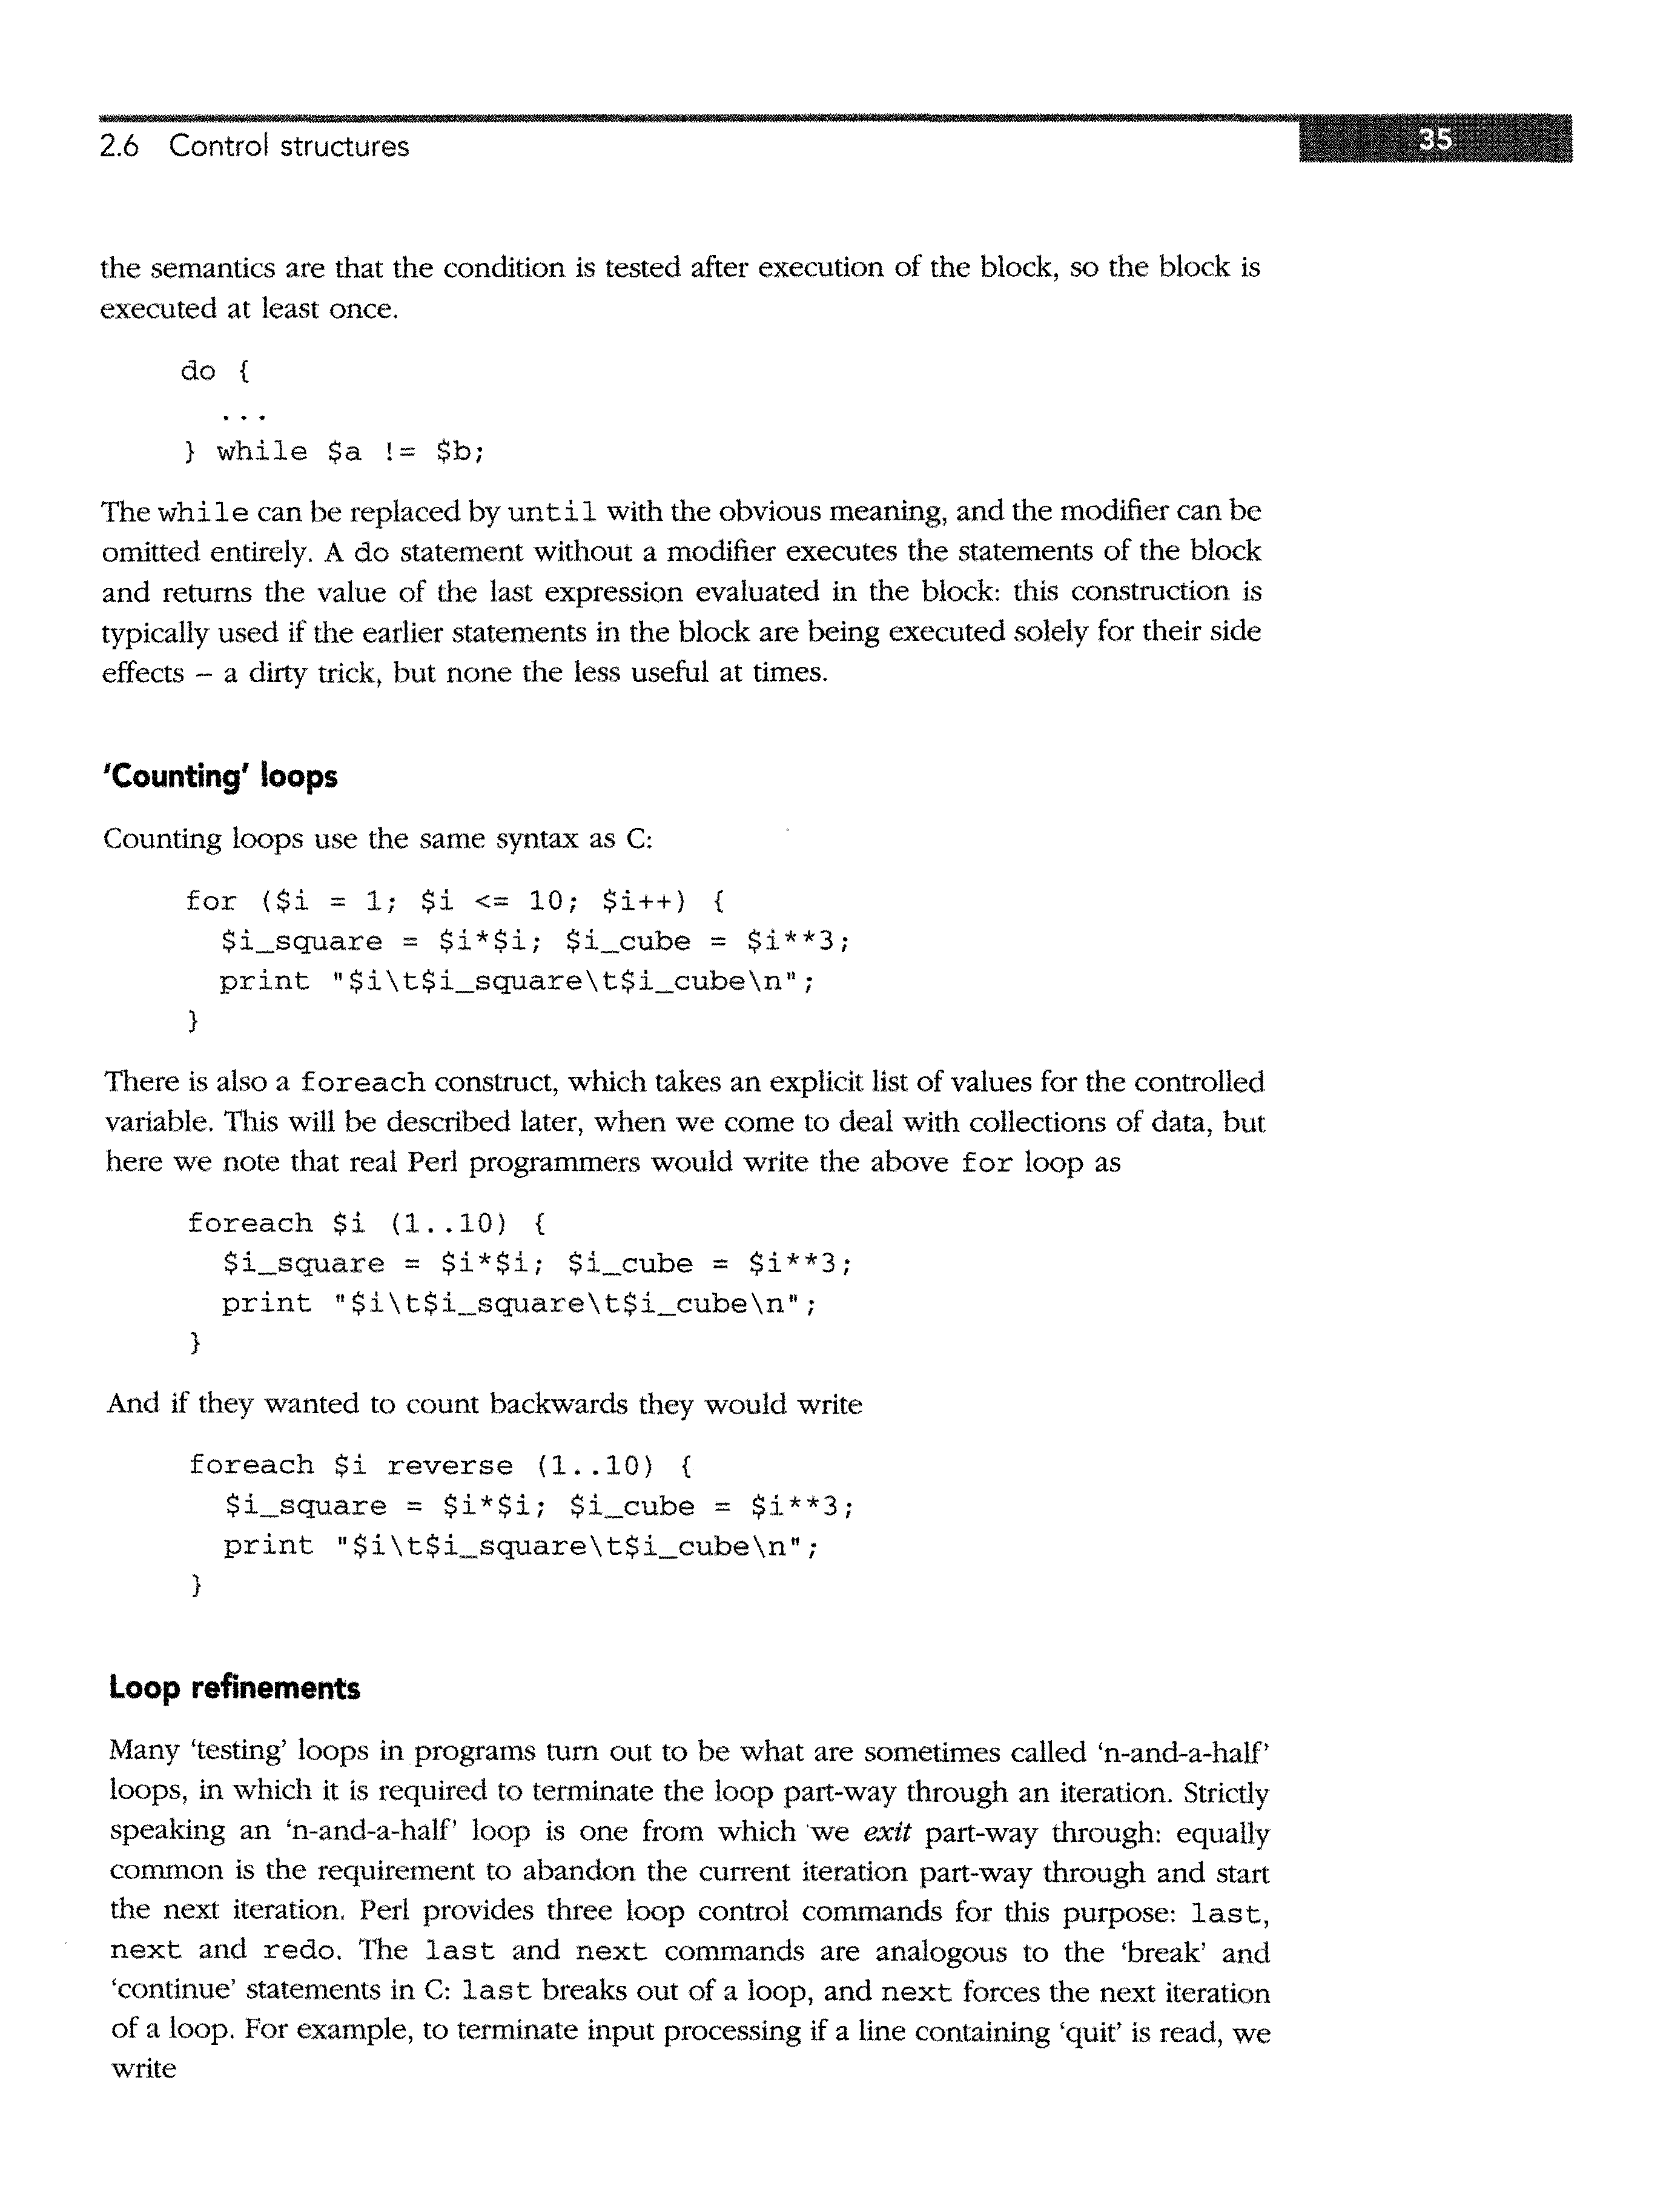 2.6 Control structures
35
the semantics are that the condition is tested after execution of the block, so the block is
executed at least once.
do {
...
} while $a != $b;
The while can be replaced by until with the obvious meaning, and the modifier can be
omitted entirely. A do statement without a modifier executes the statements of the block
and returns the value of the last expression evaluated in the block: this construction is
typically used if the earlier statements in the block are being executed solely for their side
effects – a dirty trick, but none the less useful at times.
'Counting' loops
Counting loops use the same syntax as C:
for ($i = 1; $i <= 10; $i++) {
$i_square = $i*$i; $i_cube = $i**3;
print "$i\t$i_square\t$i_cube\n";
}
There is also a foreach construct, which takes an explicit list of values for the controlled
variable. This will be described later, when we come to deal with collections of data, but
here we note that real Perl programmers would write the above for loop as
foreach $i (1..10) {
$i_square = $i*$i; $i_cube = $i**3;
print "$i\t$i_square\t$i_cube\n";
}
And if they wanted to count backwards they would write
foreach $i reverse (1..10) {
$i_square = $i*$i; $i_cube = $i**3;
print "$i\t$i_square\t$i_cube\n";
}
Loop refinements
Many 'testing' loops in programs turn out to be what are sometimes called 'n-and-a-half'
loops, in which it is required to terminate the loop part-way through an iteration. Strictly
speaking an 'n-and-a-half' loop is one from which we exit part-way through: equally
common is the requirement to abandon the current iteration part-way through and start
the next iteration. Perl provides three loop control commands for this purpose: last,
next and redo. The last and next commands are analogous to the 'break' and
'continue' statements in C: last breaks out of a loop, and next forces the next iteration
of a loop. For example, to terminate input processing if a line containing 'quit' is read, we
write